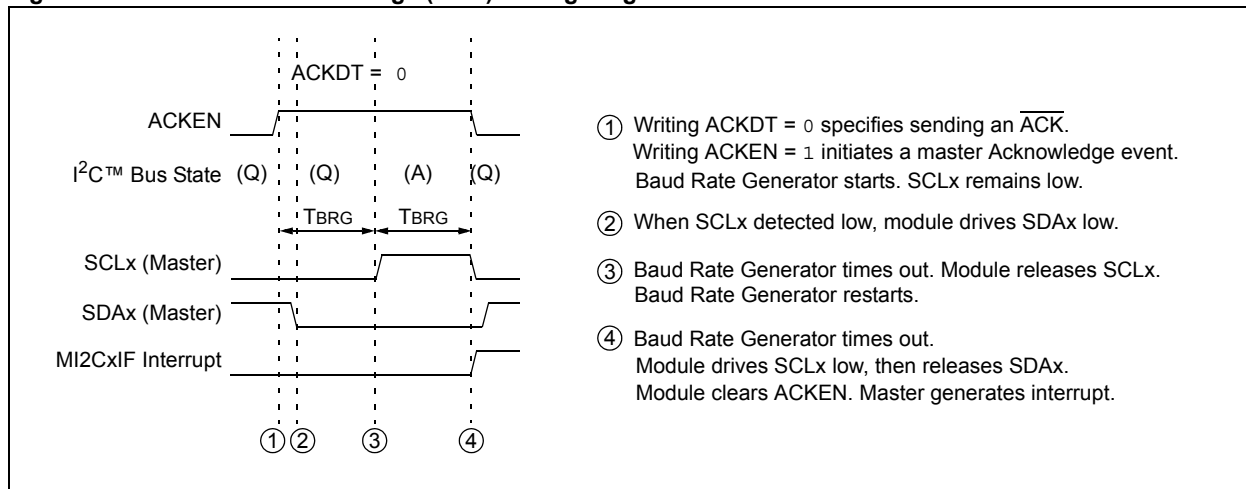 ACKDT = 0
ACKEN
I²C™ Bus State (Q) (Q) (A) (Q)
TBRG TBRG
SCLx (Master)
SDAx (Master)
MI2CxIF Interrupt
① ② ③ ④
① Writing ACKDT = 0 specifies sending an A̅C̅K̅.
Writing ACKEN = 1 initiates a master Acknowledge event.
Baud Rate Generator starts. SCLx remains low.
② When SCLx detected low, module drives SDAx low.
③ Baud Rate Generator times out. Module releases SCLx.
Baud Rate Generator restarts.
④ Baud Rate Generator times out.
Module drives SCLx low, then releases SDAx.
Module clears ACKEN. Master generates interrupt.